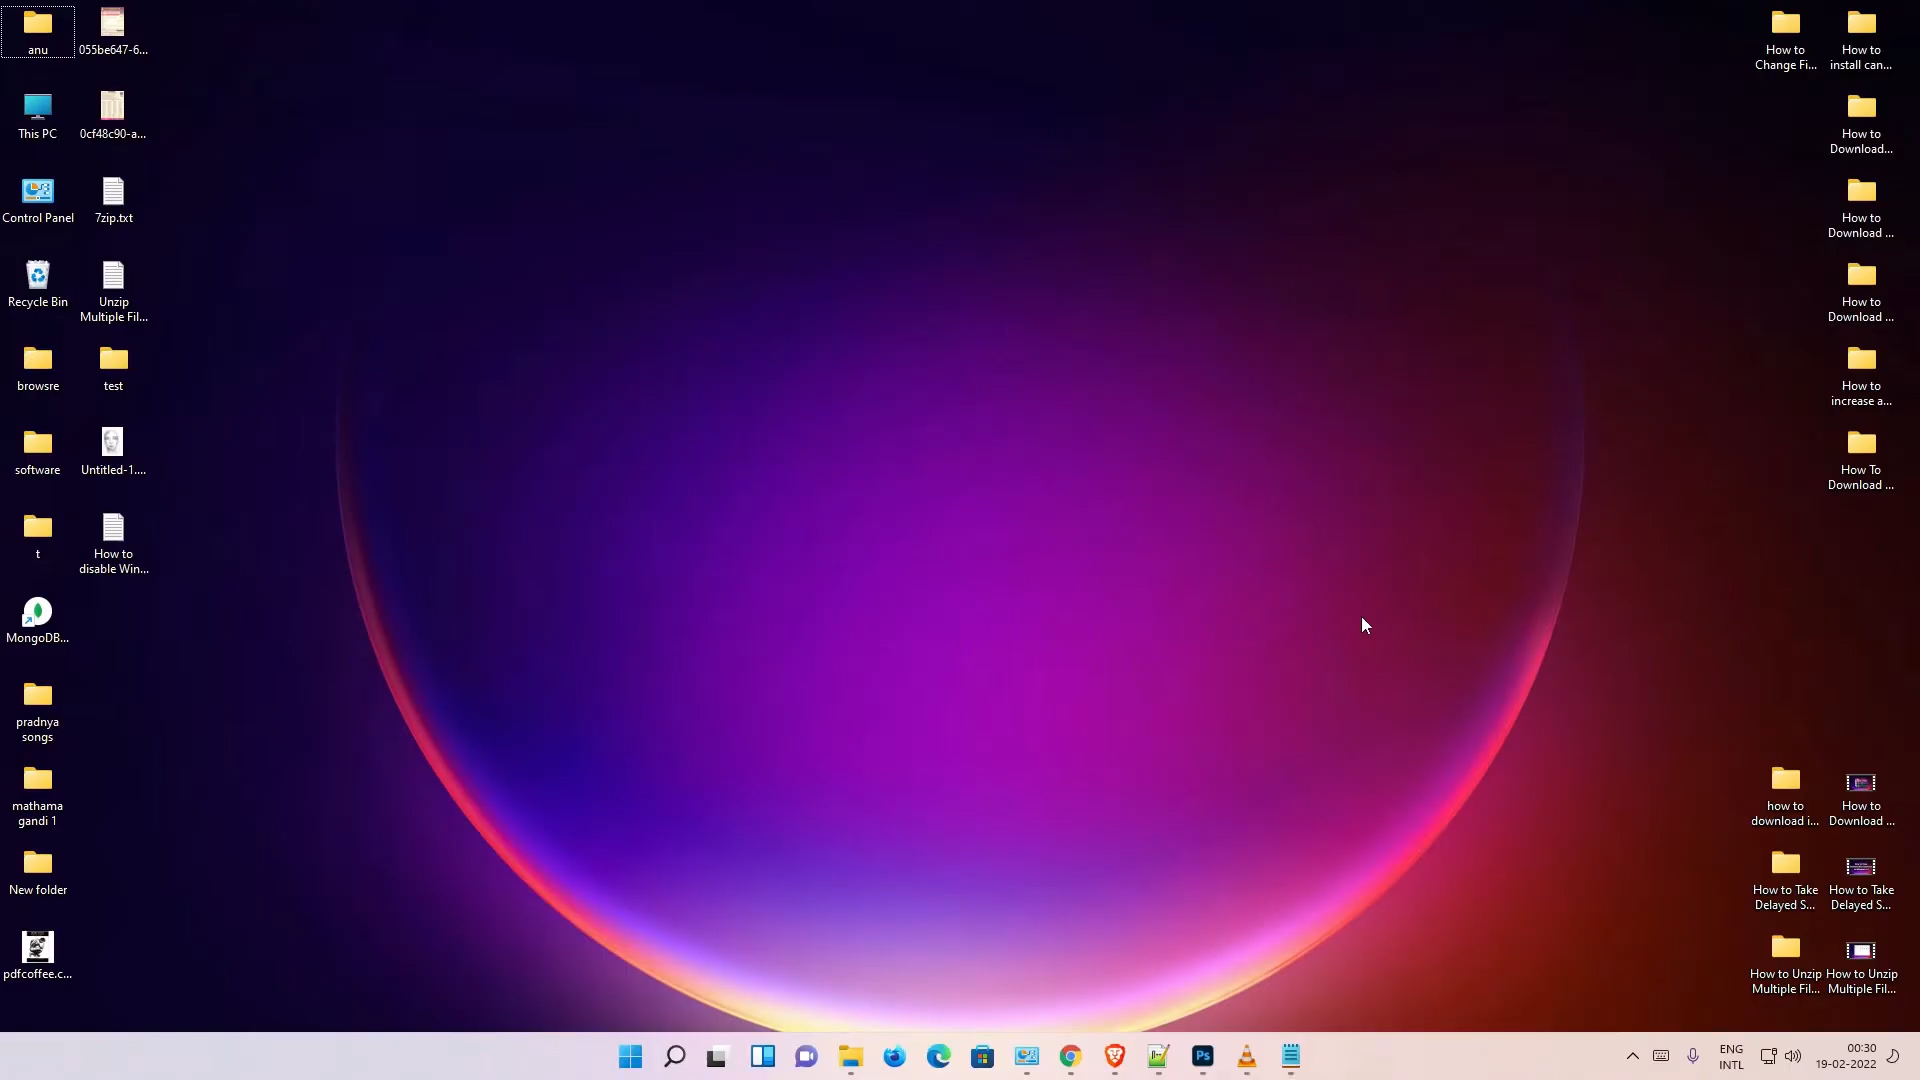 anu
055be647-6...
This PC
0cf48c90-a...
Control Panel
7zip.txt
Recycle Bin
Unzip
Multiple Fil...
browsre
test
software
Untitled-1....
t
How to
disable Win...
MongoDB...
pradnya
songs
mathama
gandi 1
New folder
pdfcoffee.c...
How to
Change Fi...
How to
install can...
How to
Download...
How to
Download ...
How to
Download ...
How to
increase a...
How To
Download ...
how to
download i...
How to
Download ...
How to Take
Delayed S...
How to Take
Delayed S...
How to Unzip
Multiple Fil...
How to Unzip
Multiple Fil...
Ps
ENG
INTL
00:30
19-02-2022